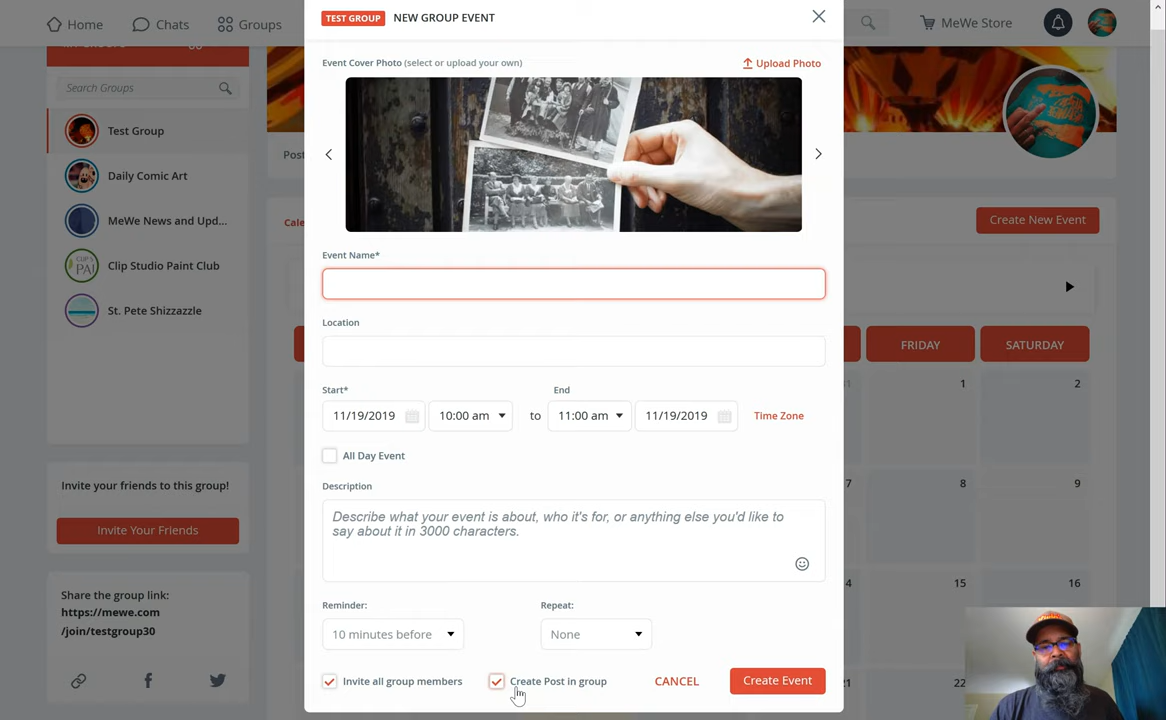 Home
Chats
Groups
MeWe Store
Search Groups
Test Group
Daily Comic Art
MeWe News and Upd...
Clip Studio Paint Club
St. Pete Shizzazzle
Invite your friends to this group!
Invite Your Friends
Share the group link:
https://mewe.com
/join/testgroup30
TEST GROUP NEW GROUP EVENT
Event Cover Photo (select or upload your own)
Upload Photo
Event Name*
Location
Start*
End
11/19/2019
10:00 am
to
11:00 am
11/19/2019
Time Zone
All Day Event
Description
Describe what your event is about, who it's for, or anything else you'd like to
say about it in 3000 characters.
Reminder:
Repeat:
10 minutes before
None
Invite all group members
Create Post in group
CANCEL
Create Event
Create New Event
FRIDAY
SATURDAY
1
2
7
8
9
4
15
16
21
22